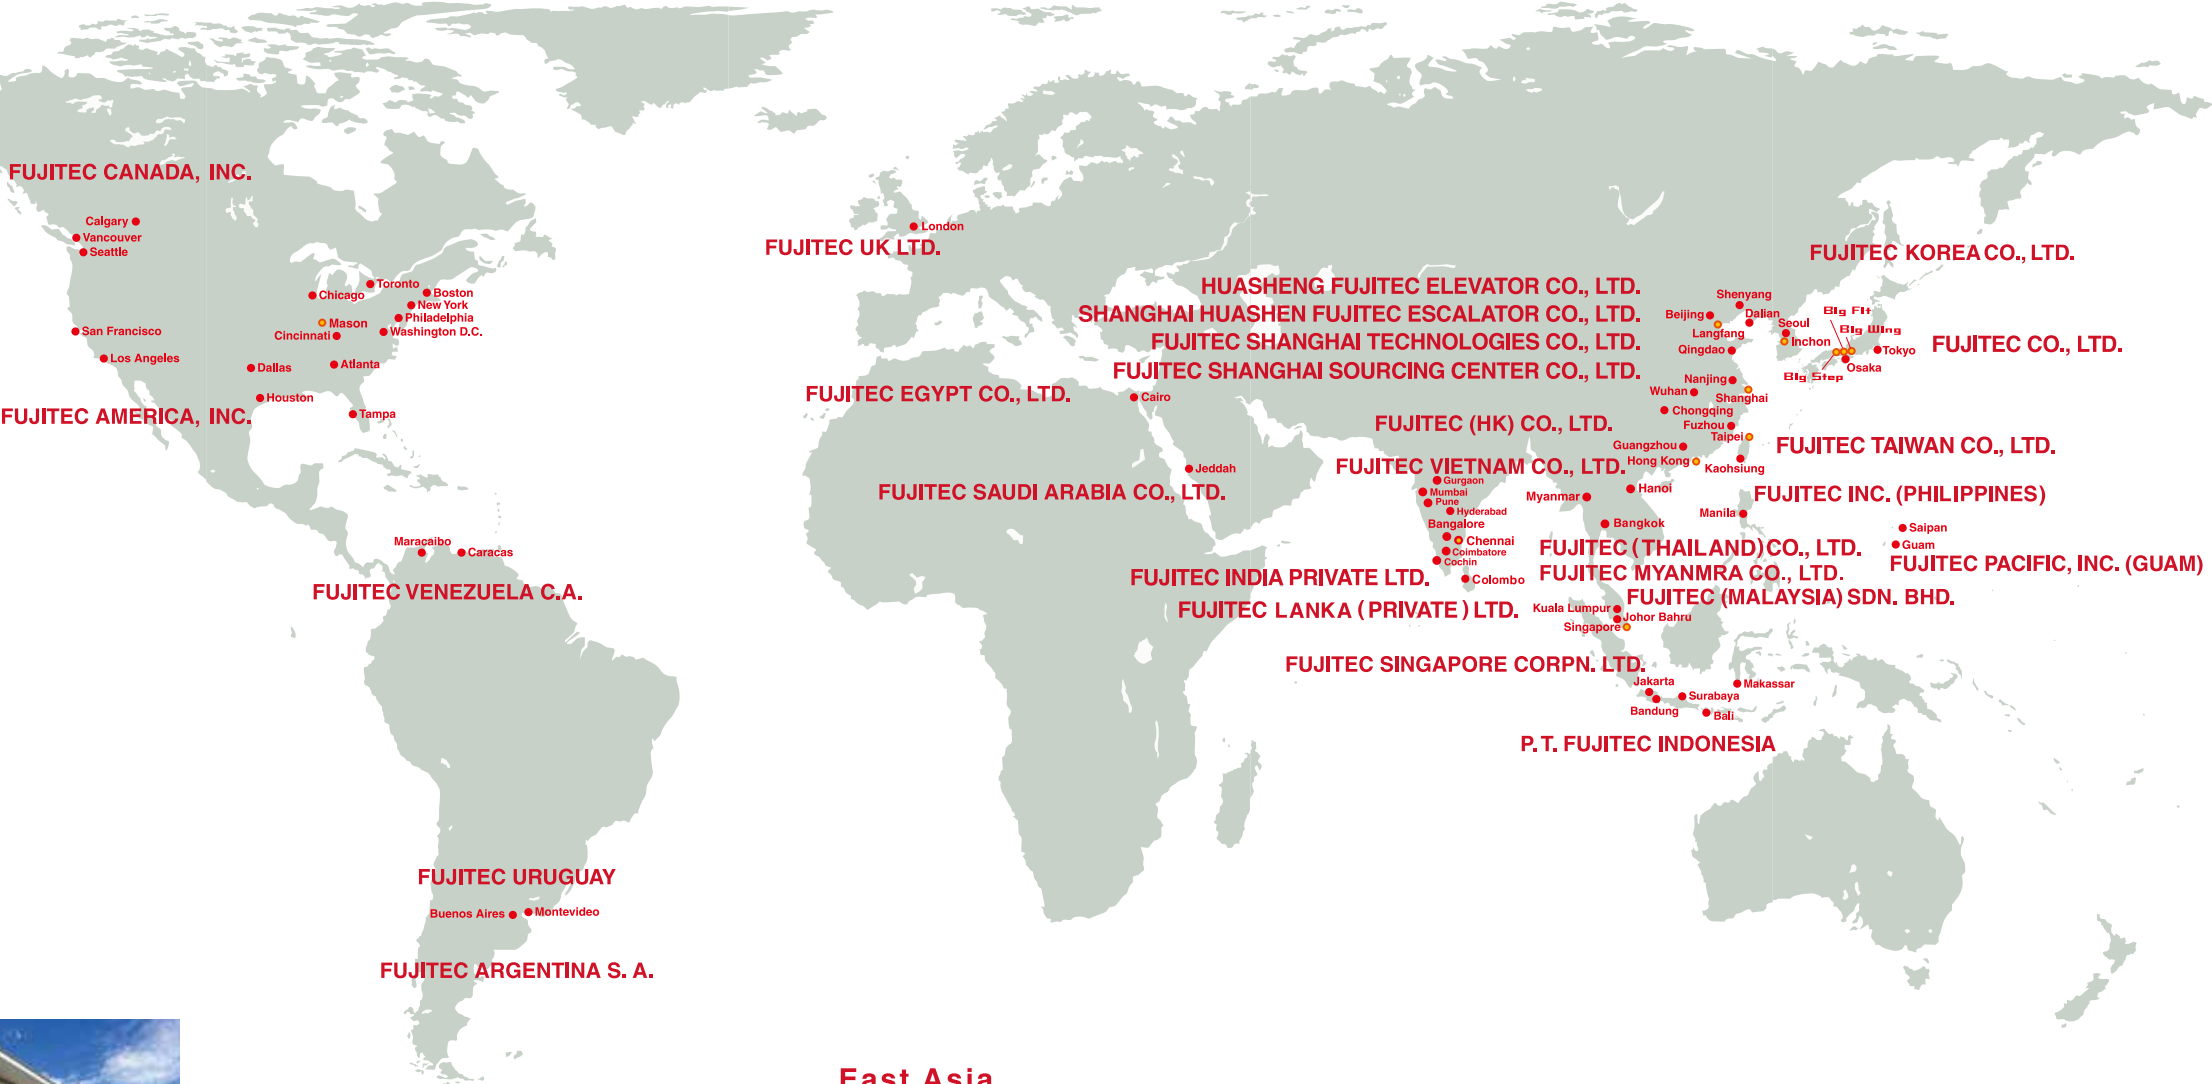 FUJITEC CANADA, INC.
Calgary
Vancouver
Seattle
Toronto
Chicago
Boston
New York
Philadelphia
Mason
Washington D.C.
Cincinnati
San Francisco
Los Angeles
Dallas
Atlanta
Houston
Tampa
FUJITEC AMERICA, INC.
Maracaibo
Caracas
FUJITEC VENEZUELA C.A.
FUJITEC URUGUAY
Buenos Aires
Montevideo
FUJITEC ARGENTINA S. A.
London
FUJITEC UK LTD.
FUJITEC EGYPT CO., LTD.
Cairo
Jeddah
FUJITEC SAUDI ARABIA CO., LTD.
FUJITEC KOREA CO., LTD.
HUASHENG FUJITEC ELEVATOR CO., LTD.
SHANGHAI HUASHEN FUJITEC ESCALATOR CO., LTD.
FUJITEC SHANGHAI TECHNOLOGIES CO., LTD.
FUJITEC SHANGHAI SOURCING CENTER CO., LTD.
Shenyang
Beijing
Dalian
Langfang
Seoul
Inchon
Qingdao
Big Fit
Big Wing
Big Step
Tokyo
Osaka
FUJITEC CO., LTD.
Nanjing
Wuhan
Shanghai
Chongqing
Fuzhou
Taipei
FUJITEC (HK) CO., LTD.
Guangzhou
Hong Kong
Kaohsiung
FUJITEC TAIWAN CO., LTD.
FUJITEC VIETNAM CO., LTD.
Gurgaon
Mumbai
Pune
Hyderabad
Bangalore
Chennai
Coimbatore
Cochin
Colombo
FUJITEC INDIA PRIVATE LTD.
FUJITEC LANKA (PRIVATE) LTD.
Myanmar
Hanoi
Bangkok
Manila
FUJITEC INC. (PHILIPPINES)
Saipan
Guam
FUJITEC PACIFIC, INC. (GUAM)
FUJITEC (THAILAND) CO., LTD.
FUJITEC MYANMRA CO., LTD.
FUJITEC (MALAYSIA) SDN. BHD.
Kuala Lumpur
Johor Bahru
Singapore
FUJITEC SINGAPORE CORPN. LTD.
Jakarta
Makassar
Surabaya
Bandung
Bali
P. T. FUJITEC INDONESIA
East Asia